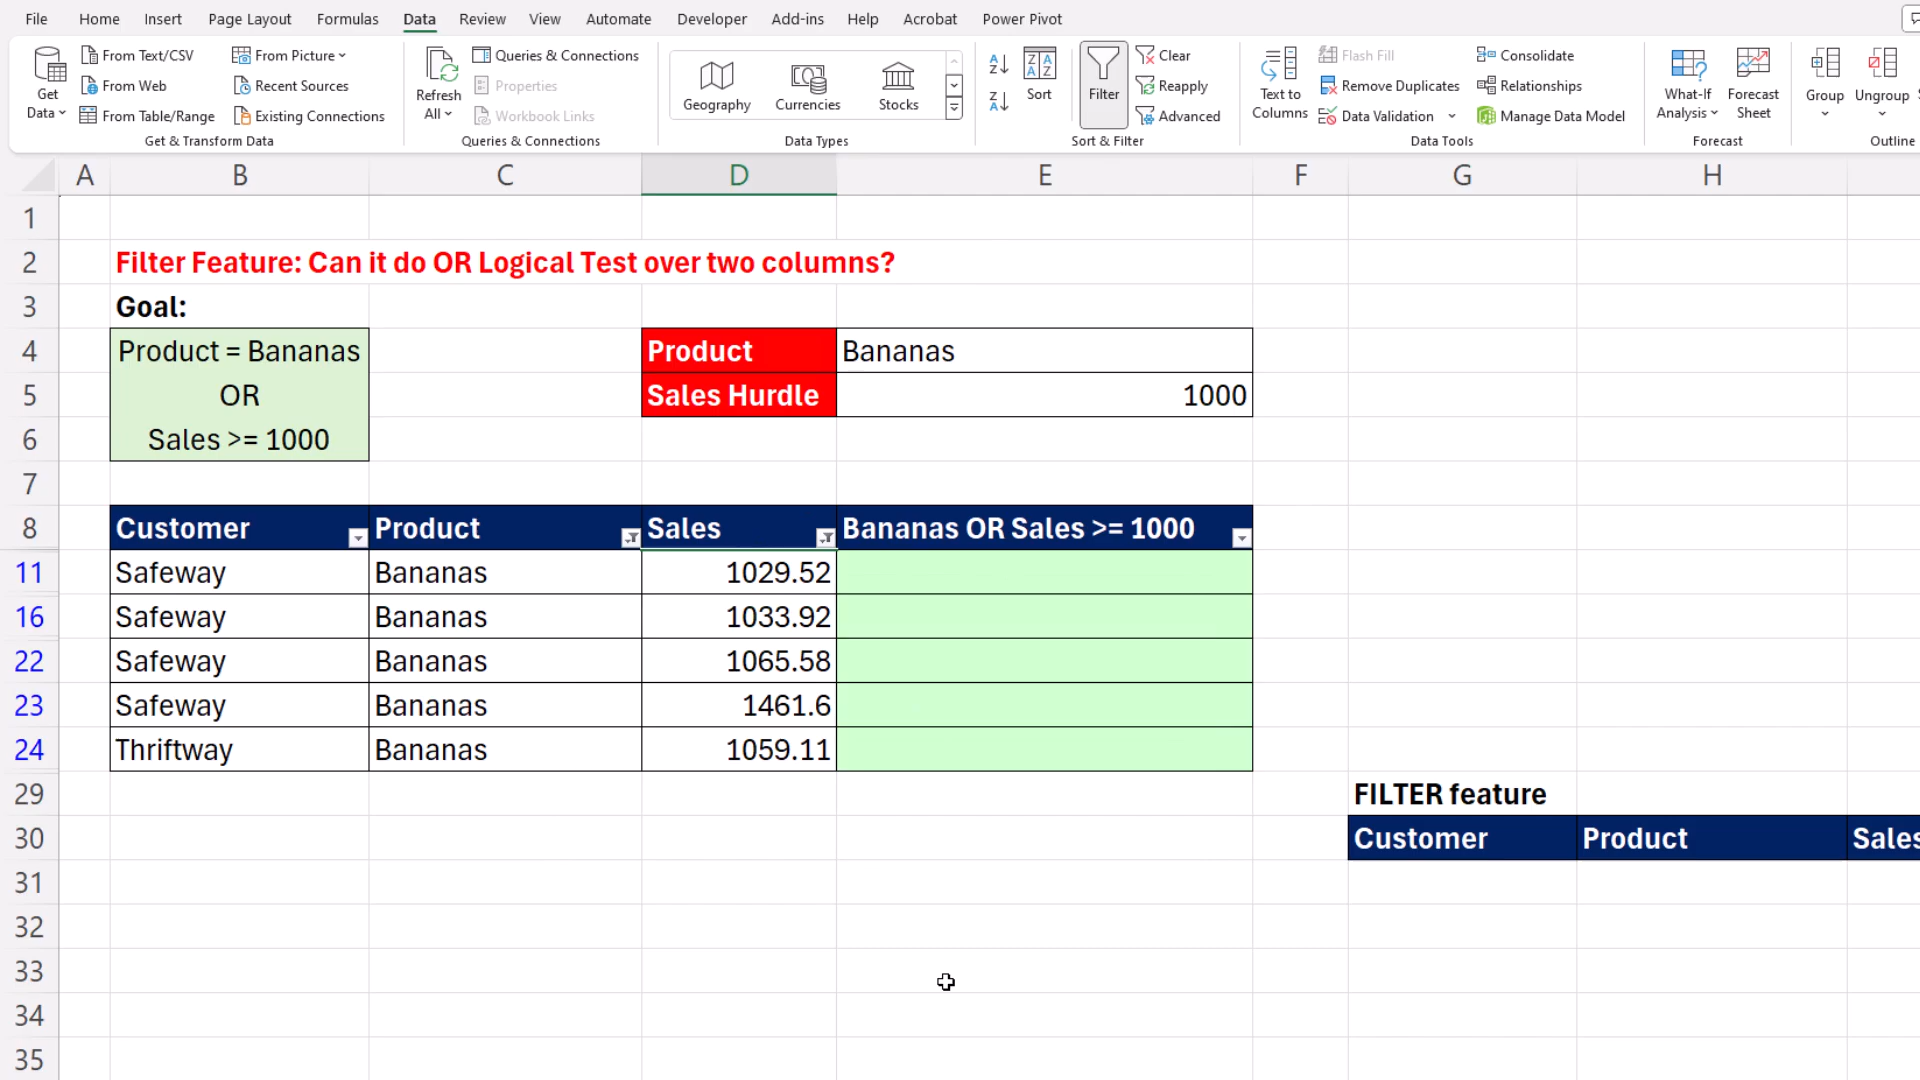 File Home Insert Page Layout Formulas Data Review View Automate Developer Add-ins Help Acrobat Power Pivot
Get Data
From Text/CSV
From Web
From Table/Range
From Picture
Recent Sources
Existing Connections
Get & Transform Data
Refresh All
Queries & Connections
Properties
Workbook Links
Queries & Connections
Geography Currencies Stocks
Data Types
Sort
Filter
Clear
Reapply
Advanced
Sort & Filter
Text to Columns
Flash Fill
Remove Duplicates
Data Validation
Consolidate
Relationships
Manage Data Model
Data Tools
What-If Analysis
Forecast Sheet
Forecast
Group
Ungroup
Outline
A B C D E F G H
1
2 Filter Feature: Can it do OR Logical Test over two columns?
3 Goal:
4 Product = Bananas Product Bananas
5 OR Sales Hurdle 1000
6 Sales >= 1000
7
8 Customer Product Sales Bananas OR Sales >= 1000
11 Safeway Bananas 1029.52
16 Safeway Bananas 1033.92
22 Safeway Bananas 1065.58
23 Safeway Bananas 1461.6
24 Thriftway Bananas 1059.11
29 FILTER feature
30 Customer Product Sales
31
32
33
34
35